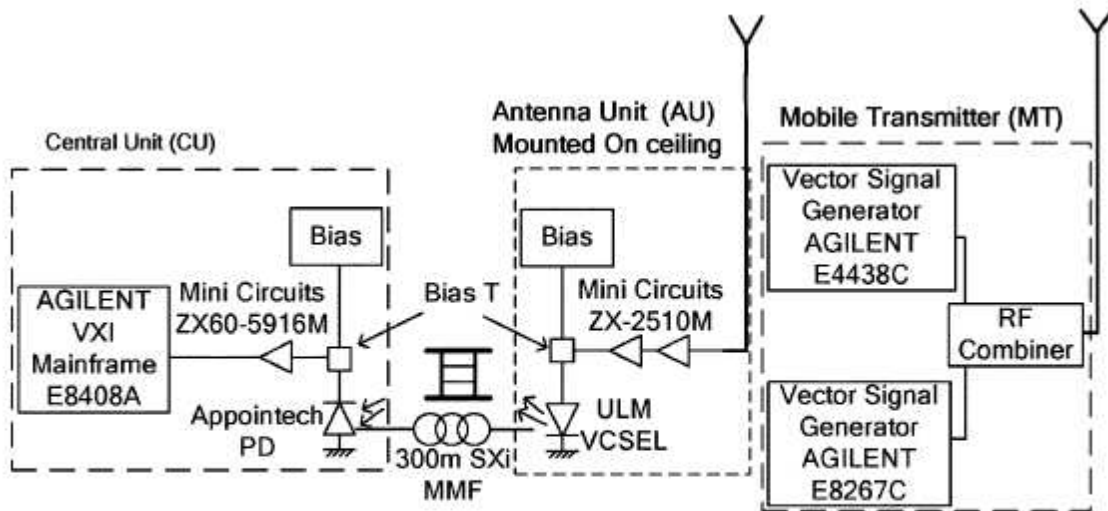 Central Unit (CU)
Bias
AGILENT
VXI
Mainframe
E8408A
Mini Circuits
ZX60-5916M
Appointech
PD
Bias T
300m SXi
MMF
Antenna Unit (AU)
Mounted On ceiling
Bias
Mini Circuits
ZX-2510M
ULM
VCSEL
Mobile Transmitter (MT)
Vector Signal
Generator
AGILENT
E4438C
RF
Combiner
Vector Signal
Generator
AGILENT
E8267C